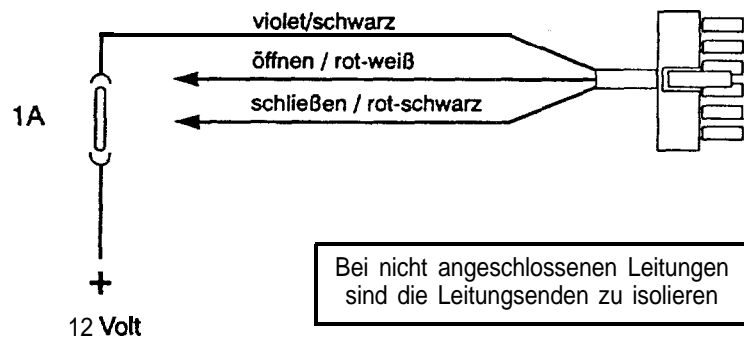 violet/schwarz
öffnen / rot-weiß
schließen / rot-schwarz
1A
+
12 Volt
Bei nicht angeschlossenen Leitungen
sind die Leitungsenden zu isolieren